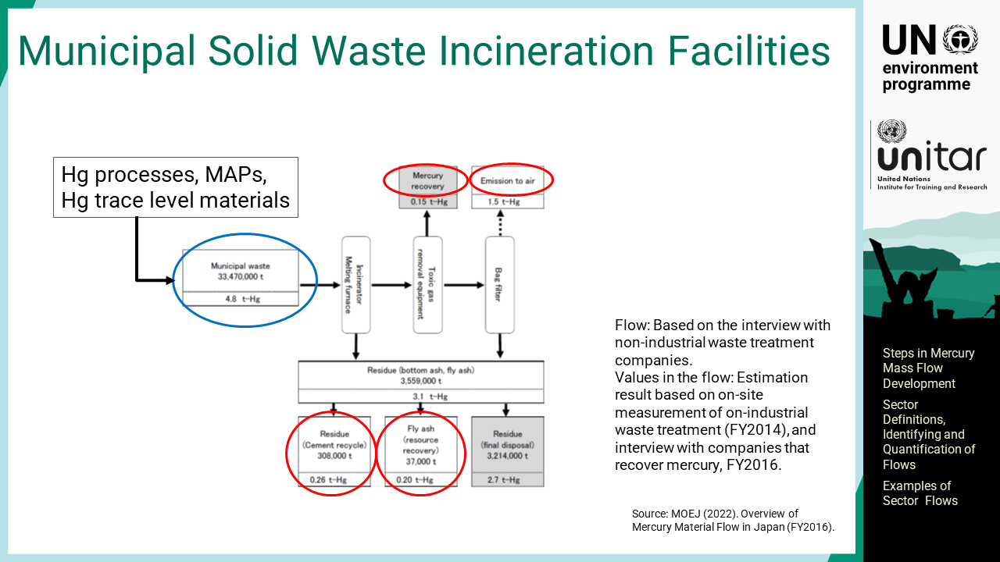 Municipal Solid Waste Incineration Facilities
Hg processes, MAPs,
Hg trace level materials
Municipal waste
33,470,000 t
4.8 t-Hg
Incinerator
Melting furnace
Toxic gas
removal equipment
Bag filter
Mercury
recovery
0.15 t-Hg
Emission to air
1.5 t-Hg
Residue (bottom ash, fly ash)
3,559,000 t
3.1 t-Hg
Residue
(Cement recycle)
308,000 t
0.26 t-Hg
Fly ash
(resource
recovery)
37,000 t
0.20 t-Hg
Residue
(final disposal)
3,214,000 t
2.7 t-Hg
Flow: Based on the interview with
non-industrial waste treatment
companies.
Values in the flow: Estimation
result based on on-site
measurement of on-industrial
waste treatment (FY2014), and
interview with companies that
recover mercury, FY2016.
Source: MOEJ (2022). Overview of
Mercury Material Flow in Japan (FY2016).
UN
environment
programme
unitar
United Nations
Institute for Training and Research
Steps in Mercury
Mass Flow
Development
Sector
Definitions,
Identifying and
Quantification of
Flows
Examples of
Sector Flows